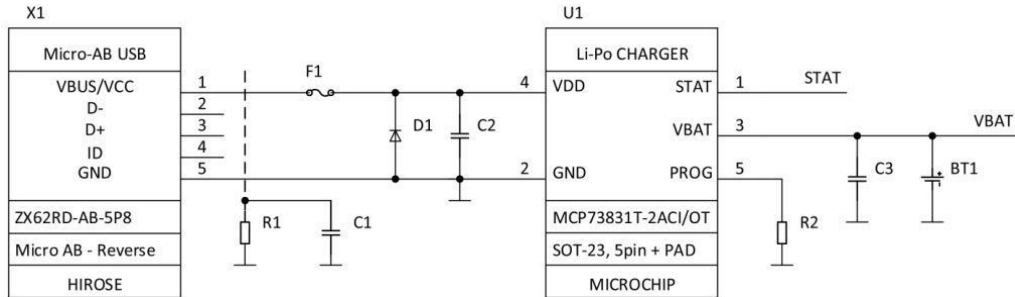 X1
U1
Micro-AB USB
Li-Po CHARGER
VBUS/VCC 1 F1 4 VDD STAT 1 STAT
D- 2
D+ 3 D1 C2 VBAT 3 VBAT
ID 4
GND 5 2 GND PROG 5 C3 BT1
ZX62RD-AB-5P8 R1 C1 MCP73831T-2ACI/OT R2
Micro AB - Reverse SOT-23, 5pin + PAD
HIROSE MICROCHIP